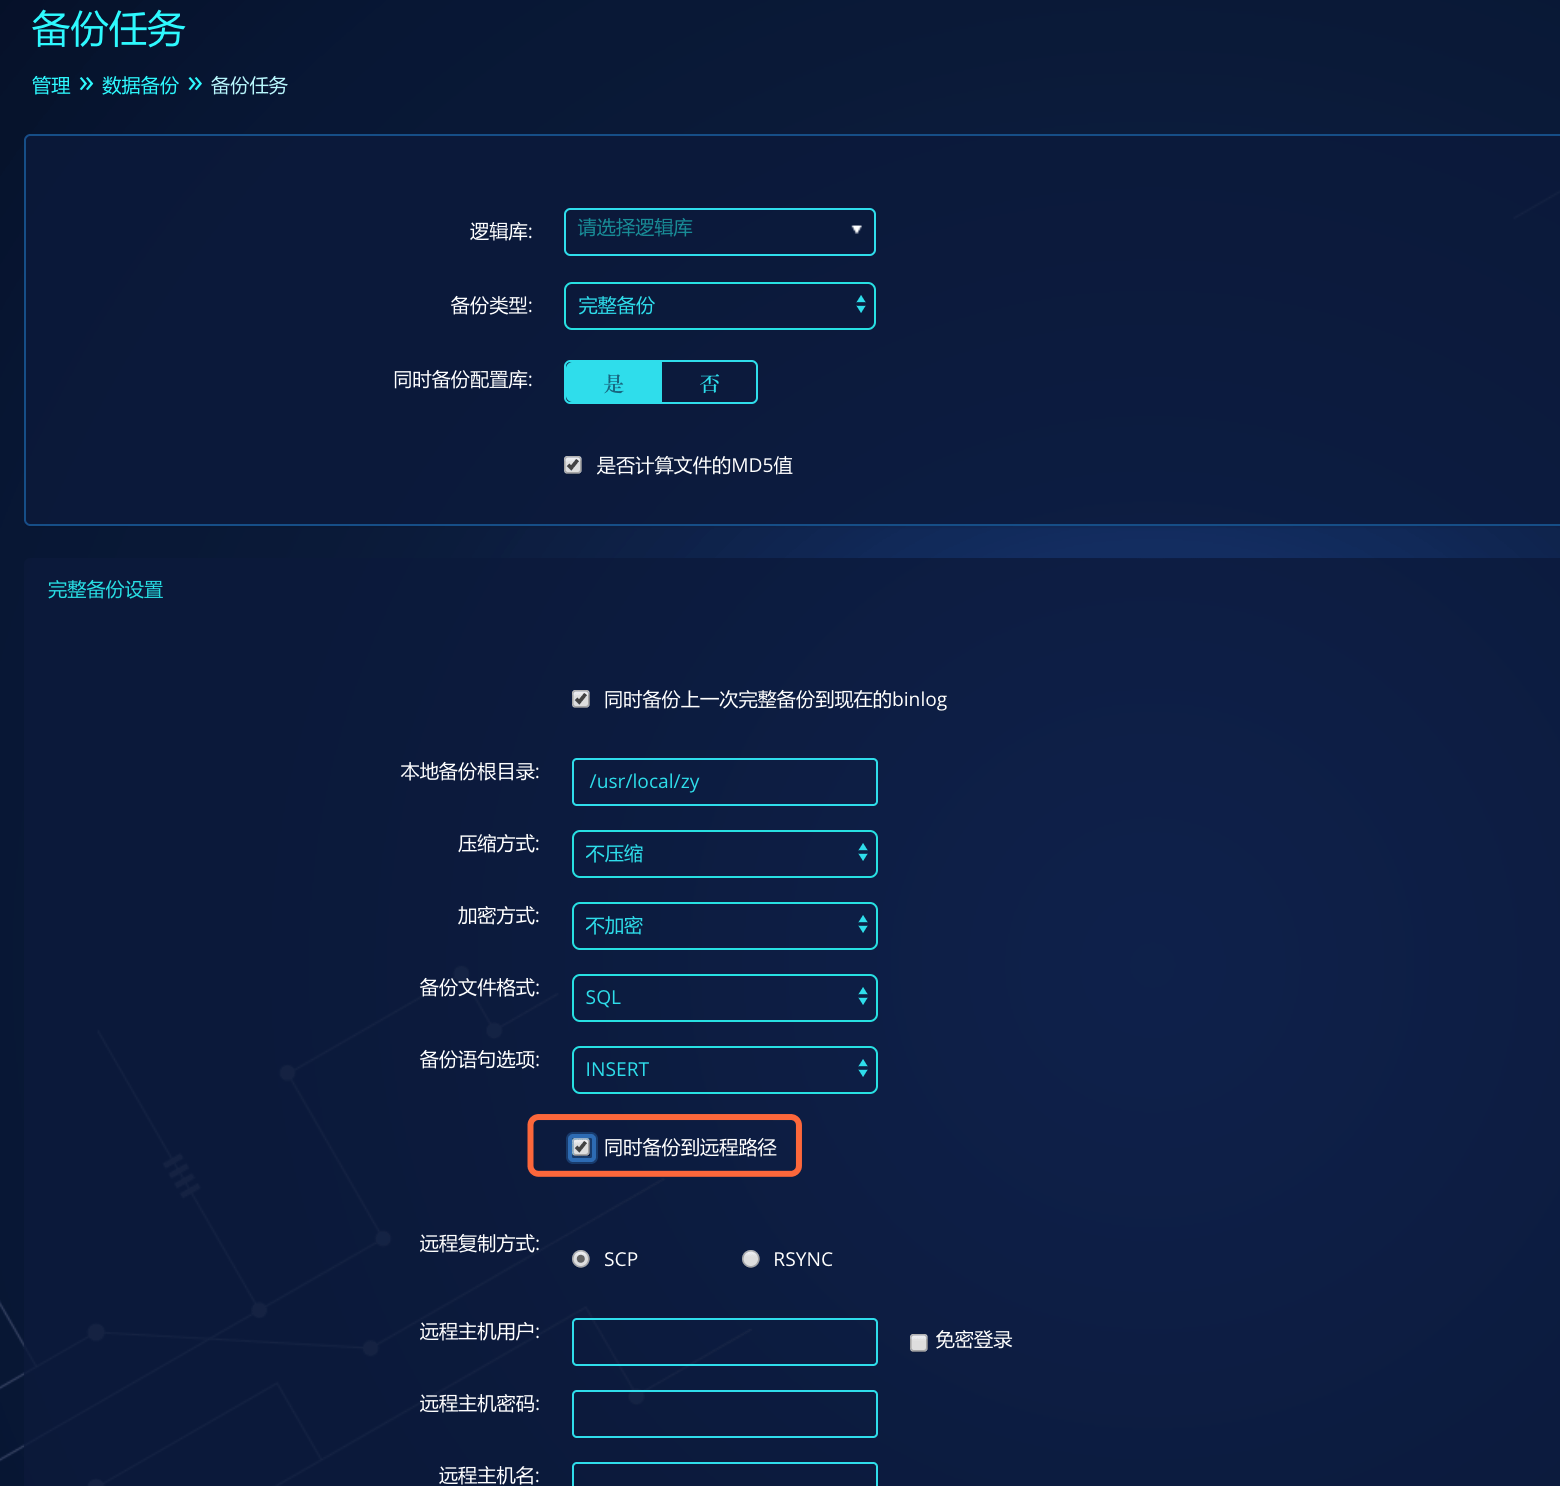 备份任务
管理 » 数据备份 » 备份任务
逻辑库: 请选择逻辑库
备份类型: 完整备份
同时备份配置库: 是 否
是否计算文件的MD5值
完整备份设置
同时备份上一次完整备份到现在的binlog
本地备份根目录: /usr/local/zy
压缩方式: 不压缩
加密方式: 不加密
备份文件格式: SQL
备份语句选项: INSERT
同时备份到远程路径
远程复制方式: SCP RSYNC
远程主机用户: 免密登录
远程主机密码:
远程主机名: